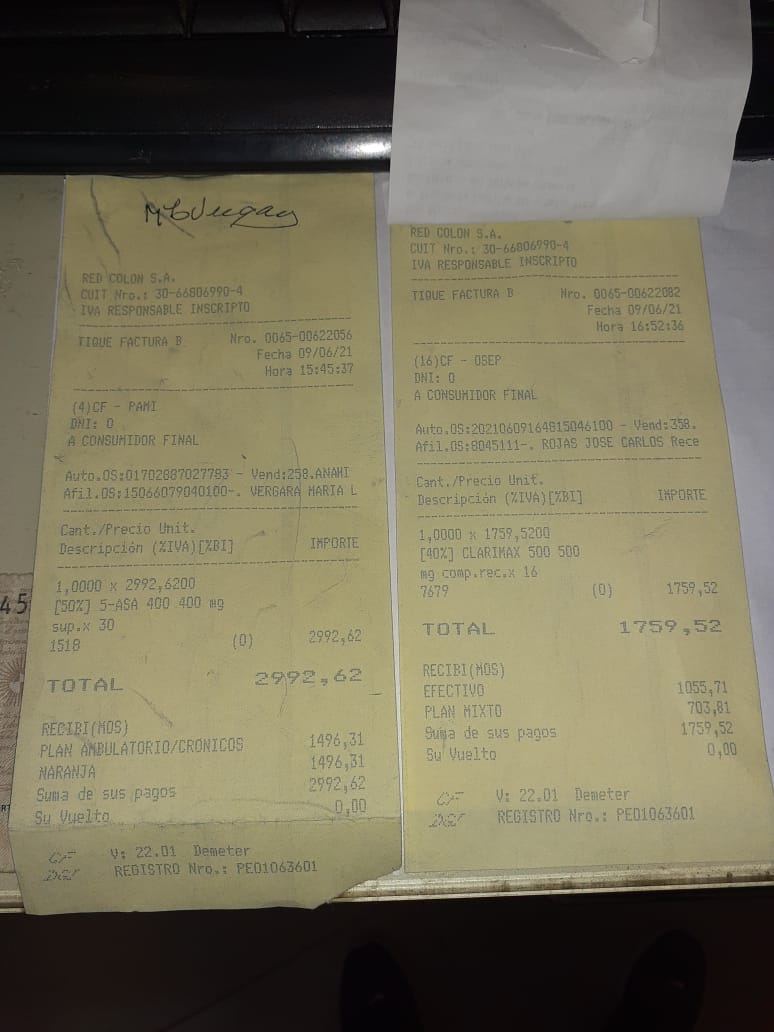 RED COLON S.A.
CUIT Nro.: 30-66806990-4
IVA RESPONSABLE INSCRIPTO
TIQUE FACTURA B Nro. 0065-00622056
Fecha 09/06/21
Hora 15:45:37
(4)CF - PAMI
DNI: 0
A CONSUMIDOR FINAL
Auto.OS:01702887027783 - Vend:258.ANAHI
Afil.OS:15066079040100-. VERGARA MARIA L
Cant./Precio Unit.
Descripción (%IVA)[%BI] IMPORTE
1,0000 x 2992,6200
[50%] 5-ASA 400 400 mg
sup.x 30
1518 (0) 2992,62
TOTAL 2992,62
RECIBI(MOS)
PLAN AMBULATORIO/CRONICOS 1496,31
NARANJA 1496,31
Suma de sus pagos 2992,62
Su Vuelto 0,00
CF
DGI
V: 22.01 Demeter
REGISTRO Nro.: PEO1063601
45
RED COLON S.A.
CUIT Nro.: 30-66806990-4
IVA RESPONSABLE INSCRIPTO
TIQUE FACTURA B Nro. 0065-00622082
Fecha 09/06/21
Hora 16:52:36
(16)CF - OSEP
DNI: 0
A CONSUMIDOR FINAL
Auto.OS:20210609164815046100 - Vend:358.
Afil.OS:8045111-. ROJAS JOSE CARLOS Rece
Cant./Precio Unit.
Descripción (%IVA)[%BI] IMPORTE
1,0000 x 1759,5200
[40%] CLARIMAX 500 500
mg comp.rec.x 16
7679 (0) 1759,52
TOTAL 1759,52
RECIBI(MOS)
EFECTIVO 1055,71
PLAN MIXTO 703,81
Suma de sus pagos 1759,52
Su Vuelto 0,00
CF
DGI
V: 22.01 Demeter
REGISTRO Nro.: PEO1063601